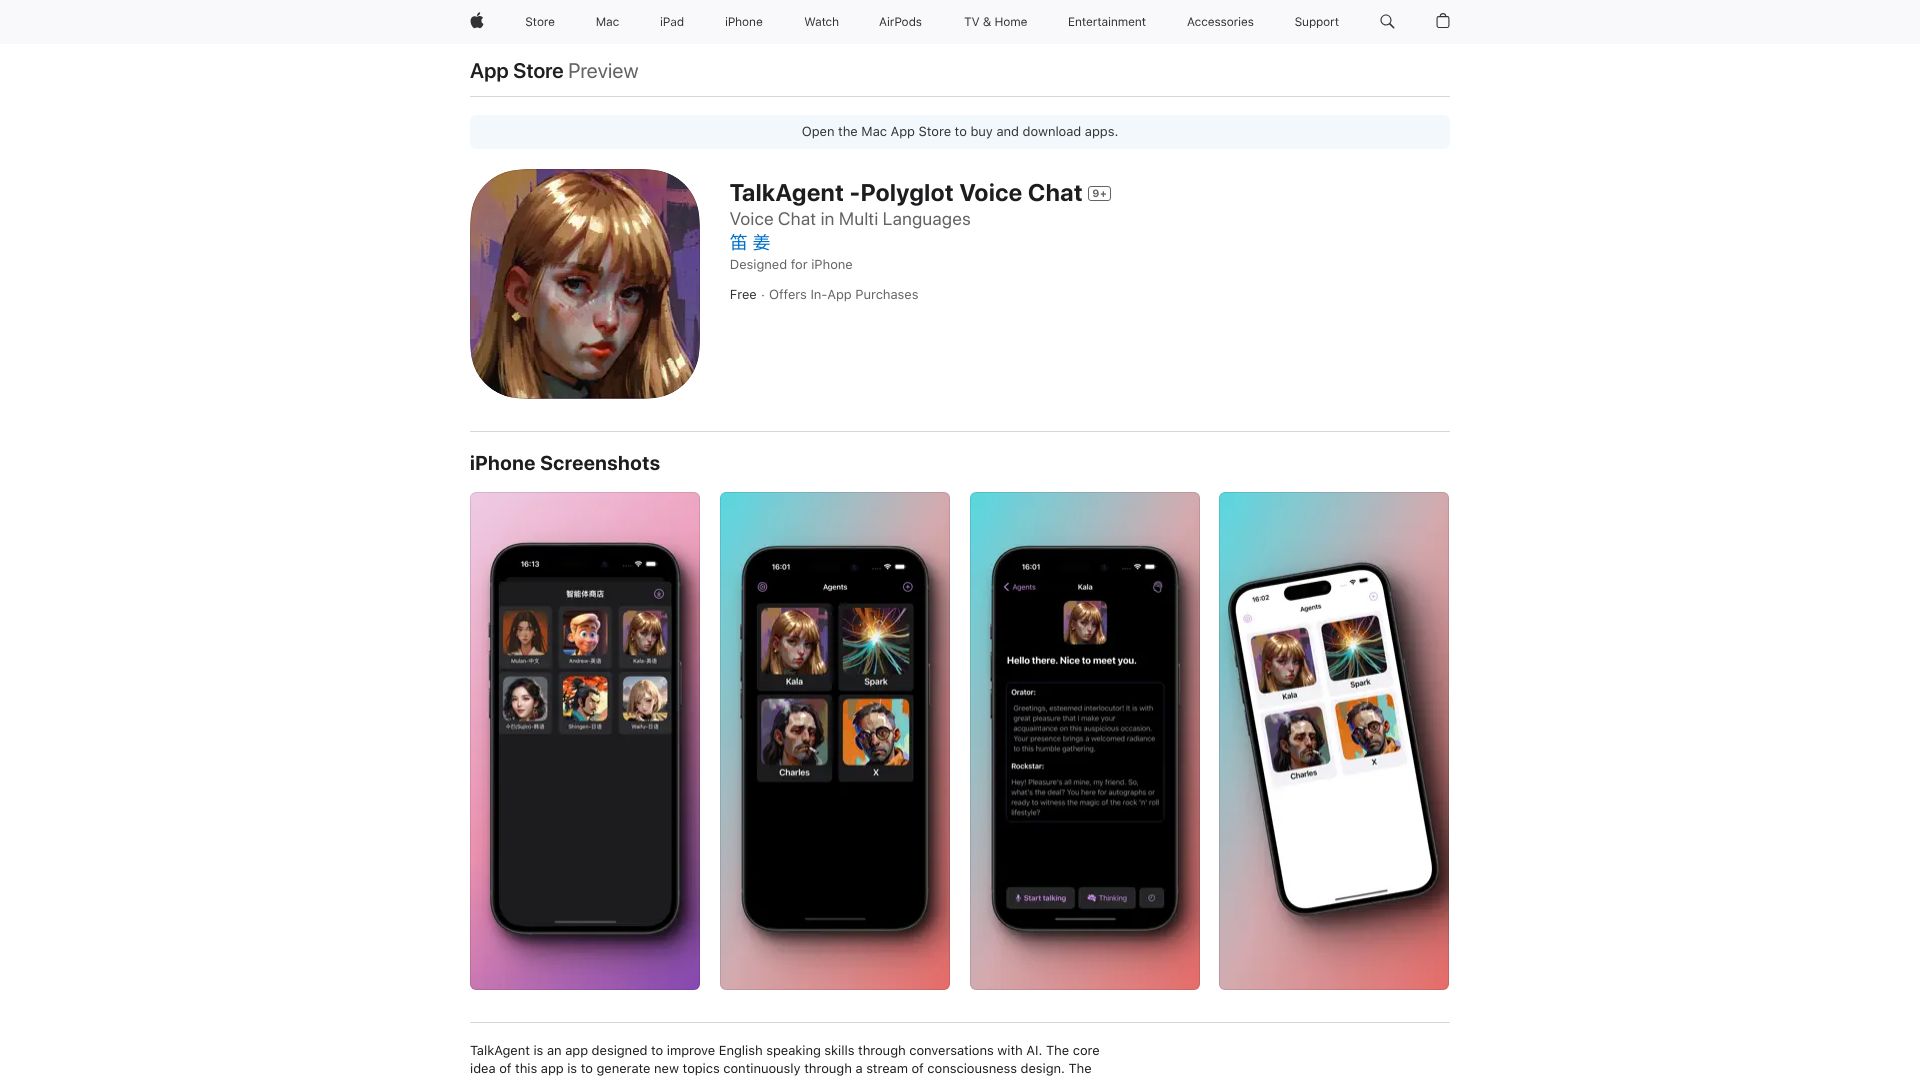 Store Mac iPad iPhone Watch AirPods TV & Home Entertainment Accessories Support
App Store Preview
Open the Mac App Store to buy and download apps.
TalkAgent -Polyglot Voice Chat 9+
Voice Chat in Multi Languages
笛 姜
Designed for iPhone
Free · Offers In-App Purchases
iPhone Screenshots
16:13
智能体商店
Mulan-中文 Andrew-英语 Kala-英语
Shingen-日语 Waifu-日语
16:01
Agents
Kala Spark
Charles X
16:01
Agents Kala
Hello there. Nice to meet you.
Orator:
Greetings, esteemed interlocutor! It is with
great pleasure that I make your
acquaintance on this auspicious occasion.
Your presence brings a welcomed radiance
to this humble gathering.
Rockstar:
Hey! Pleasure's all mine, my friend. So,
what's the deal? You here for autographs or
ready to witness the magic of the rock 'n' roll
lifestyle?
Start talking Thinking
16:02
Agents
Kala Spark
Charles X
TalkAgent is an app designed to improve English speaking skills through conversations with AI. The core
idea of this app is to generate new topics continuously through a stream of consciousness design. The